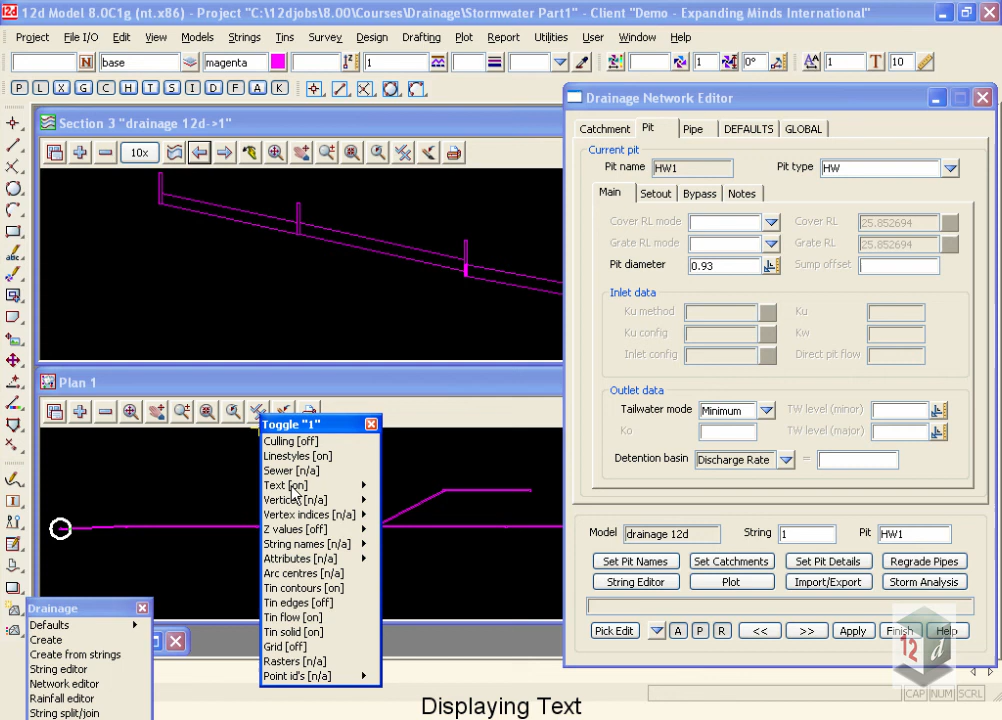 12d Model 8.0C1g (nt.x86) - Project "C:\12djobs\8.00\Courses\Drainage\Stormwater Part1" - Client "Demo - Expanding Minds International"
Project File I/O Edit View Models Strings Tins Survey Design Drafting Plot Report Utilities User Window Help
N base magenta 1 1 0° 1 T 10
P L X G C H T S I D F A K
Section 3 "drainage 12d->1"
10x
Plan 1
Toggle "1"
Culling [off]
Linestyles [on]
Sewer [n/a]
Text [on]
Vertices [n/a]
Vertex indices [n/a]
Z values [off]
String names [n/a]
Attributes [n/a]
Arc centres [n/a]
Tin contours [on]
Tin edges [off]
Tin flow [on]
Tin solid [on]
Grid [off]
Rasters [n/a]
Point id's [n/a]
Drainage
Defaults
Create
Create from strings
String editor
Network editor
Rainfall editor
String split/join
Drainage Network Editor
Catchment Pit Pipe DEFAULTS GLOBAL
Current pit
Pit name HW1 Pit type HW
Main Setout Bypass Notes
Cover RL mode Cover RL 25.852694
Grate RL mode Grate RL 25.852694
Pit diameter 0.93 Sump offset
Inlet data
Ku method Ku
Ku config Kw
Inlet config Direct pit flow
Outlet data
Tailwater mode Minimum TW level (minor)
Ko TW level (major)
Detention basin Discharge Rate =
Model drainage 12d String 1 Pit HW1
Set Pit Names Set Catchments Set Pit Details Regrade Pipes
String Editor Plot Import/Export Storm Analysis
Pick Edit A P R << >> Apply Finish Help
12 d
CAP NUM SCRL
Displaying Text